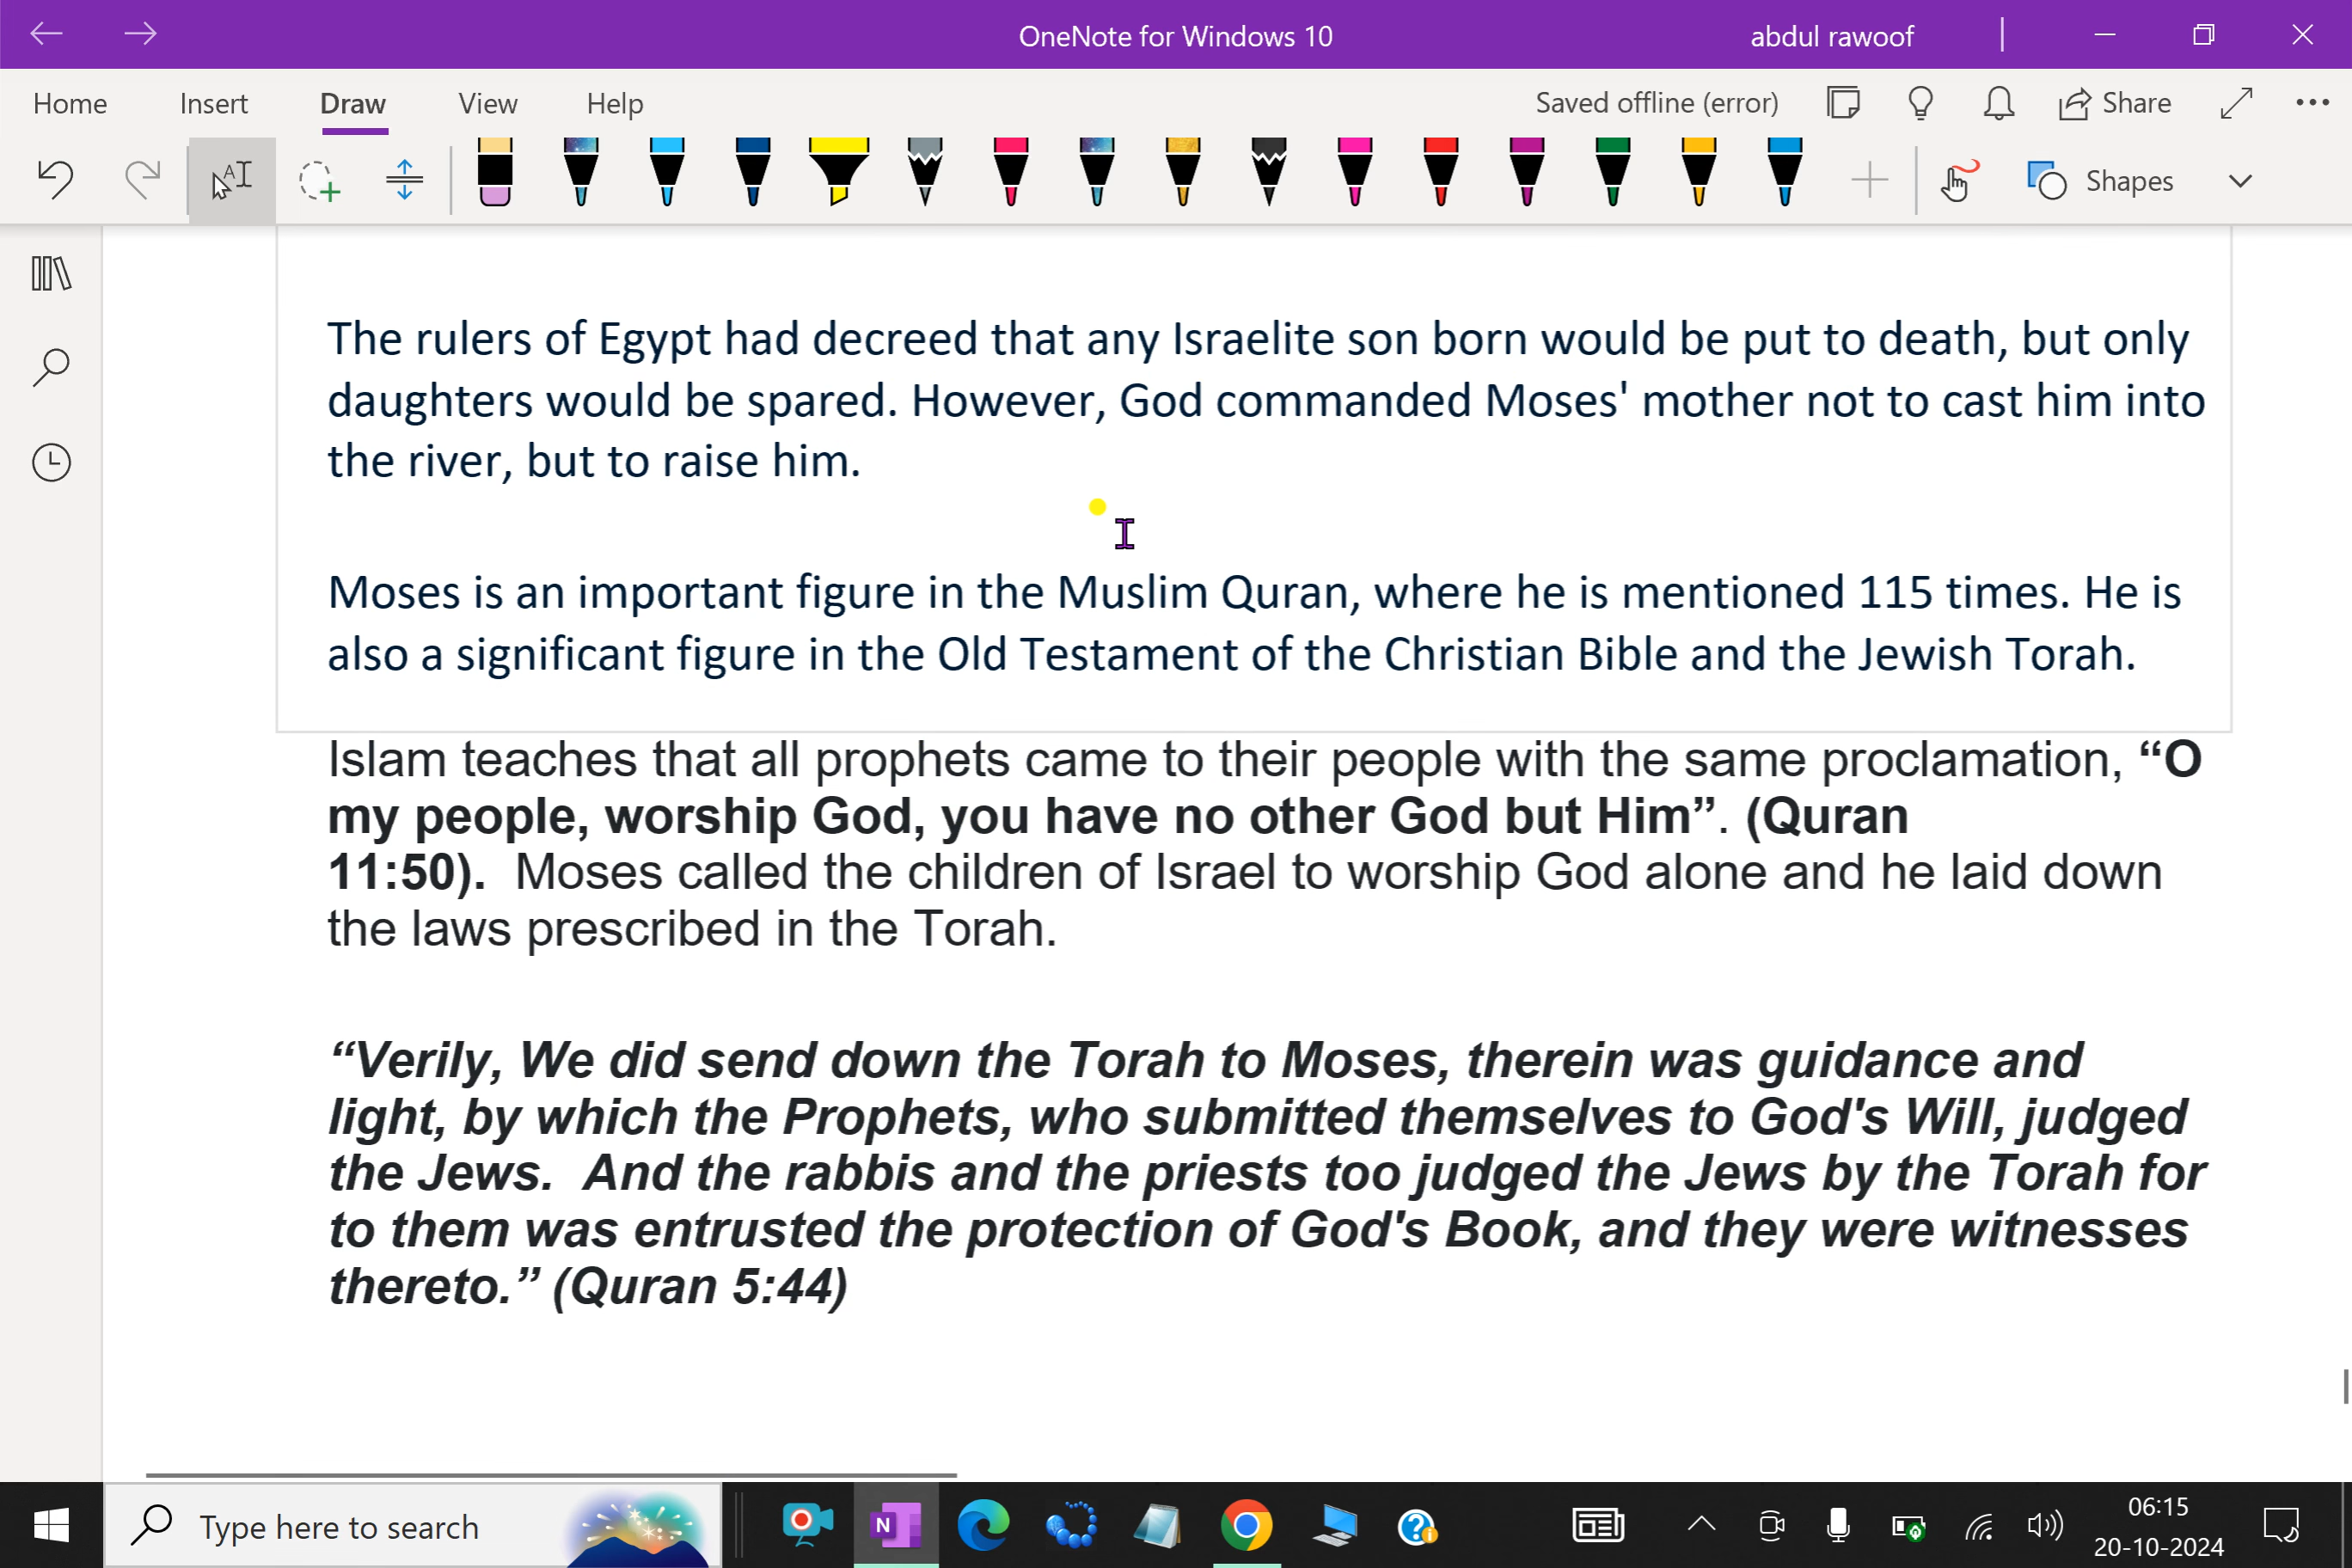 OneNote for Windows 10
abdul rawoof
Home Insert Draw View Help
Saved offline (error)
Share
Shapes
The rulers of Egypt had decreed that any Israelite son born would be put to death, but only
daughters would be spared. However, God commanded Moses' mother not to cast him into
the river, but to raise him.
Moses is an important figure in the Muslim Quran, where he is mentioned 115 times. He is
also a significant figure in the Old Testament of the Christian Bible and the Jewish Torah.
Islam teaches that all prophets came to their people with the same proclamation, “O
my people, worship God, you have no other God but Him”. (Quran
11:50).  Moses called the children of Israel to worship God alone and he laid down
the laws prescribed in the Torah.
“Verily, We did send down the Torah to Moses, therein was guidance and
light, by which the Prophets, who submitted themselves to God's Will, judged
the Jews.  And the rabbis and the priests too judged the Jews by the Torah for
to them was entrusted the protection of God's Book, and they were witnesses
thereto.” (Quran 5:44)
Type here to search
06:15
20-10-2024